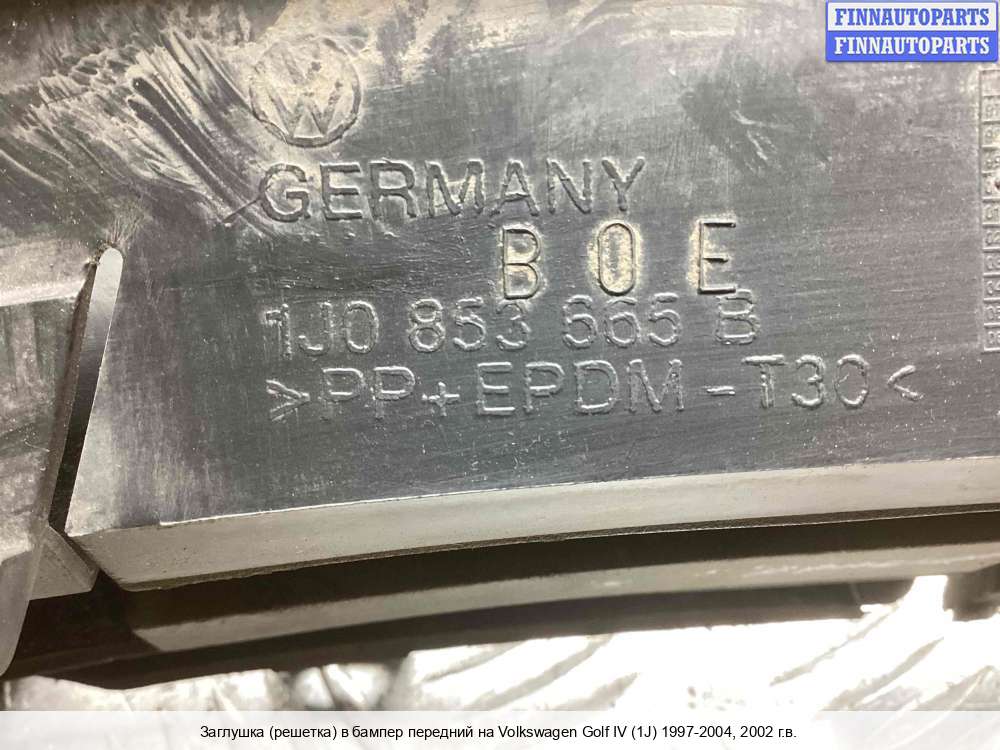 FINNAUTOPARTS
FINNAUTOPARTS
GERMANY
B 0 E
1J0 853 665 B
>PP+EPDM-T30<
Заглушка (решетка) в бампер передний на Volkswagen Golf IV (1J) 1997-2004, 2002 г.в.